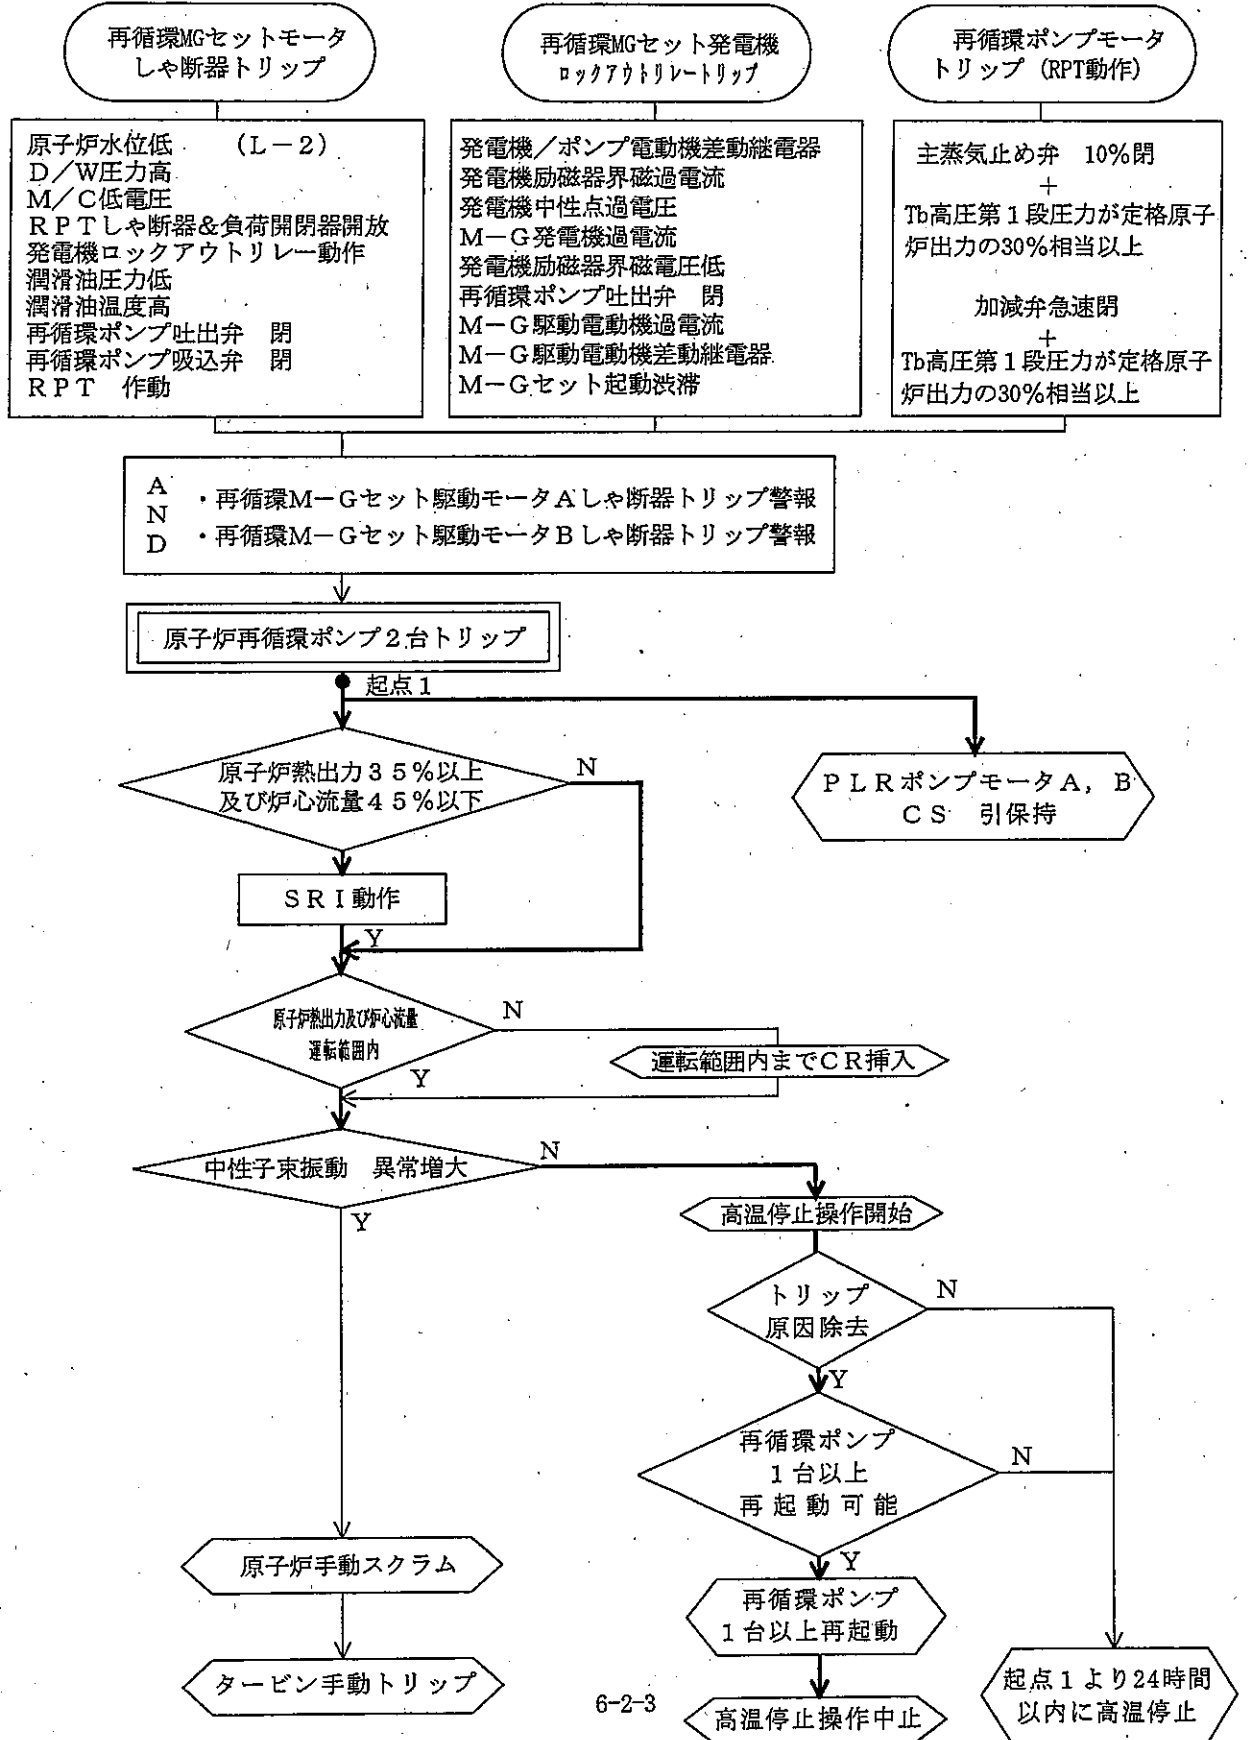 再循環MGセットモータ
しゃ断器トリップ
再循環MGセット発電機
ロックアウトリレートリップ
再循環ポンプモータ
トリップ (RPT動作)
原子炉水位低 (L-2)
D/W圧力高
M/C低電圧
RPTしゃ断器&負荷開閉器開放
発電機ロックアウトリレー動作
潤滑油圧力低
潤滑油温度高
再循環ポンプ吐出弁 閉
再循環ポンプ吸込弁 閉
RPT 作動
発電機/ポンプ電動機差動継電器
発電機励磁器界磁過電流
発電機中性点過電圧
M-G発電機過電流
発電機励磁器界磁電圧低
再循環ポンプ吐出弁 閉
M-G駆動電動機過電流
M-G駆動電動機差動継電器
M-Gセット起動渋滞
主蒸気止め弁 10%閉
+
Tb高圧第1段圧力が定格原子
炉出力の30%相当以上
加減弁急速閉
+
Tb高圧第1段圧力が定格原子
炉出力の30%相当以上
A
N
D
・再循環M-Gセット駆動モータAしゃ断器トリップ警報
・再循環M-Gセット駆動モータBしゃ断器トリップ警報
原子炉再循環ポンプ2台トリップ
起点1
原子炉熱出力35%以上
及び炉心流量45%以下
N
PLRポンプモータA, B
CS 引保持
SRI動作
Y
原子炉熱出力及び炉心流量
運転範囲内
N
運転範囲内までCR挿入
Y
中性子束振動 異常増大
N
Y
高温停止操作開始
トリップ
原因除去
N
Y
再循環ポンプ
1台以上
再起動可能
N
Y
原子炉手動スクラム
再循環ポンプ
1台以上再起動
タービン手動トリップ
高温停止操作中止
起点1より24時間
以内に高温停止
6-2-3